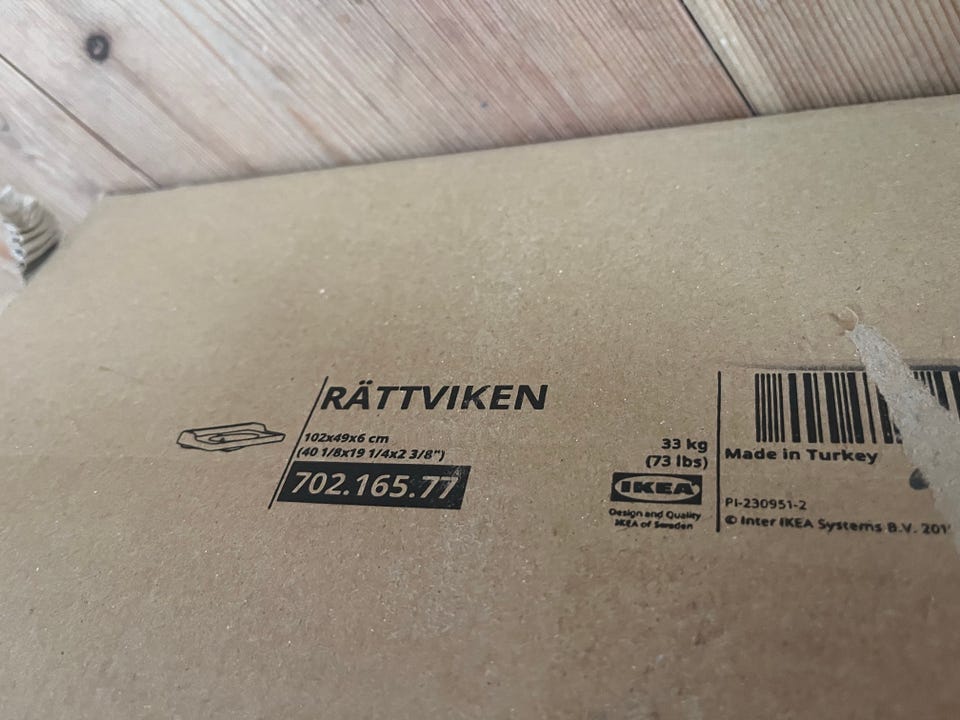 RÄTTVIKEN
102x49x6 cm
(40 1/8x19 1/4x2 3/8")
702.165.77
33 kg
(73 lbs)
IKEA
Design and Quality
IKEA of Sweden
Made in Turkey
PI-230951-2
© Inter IKEA Systems B.V.